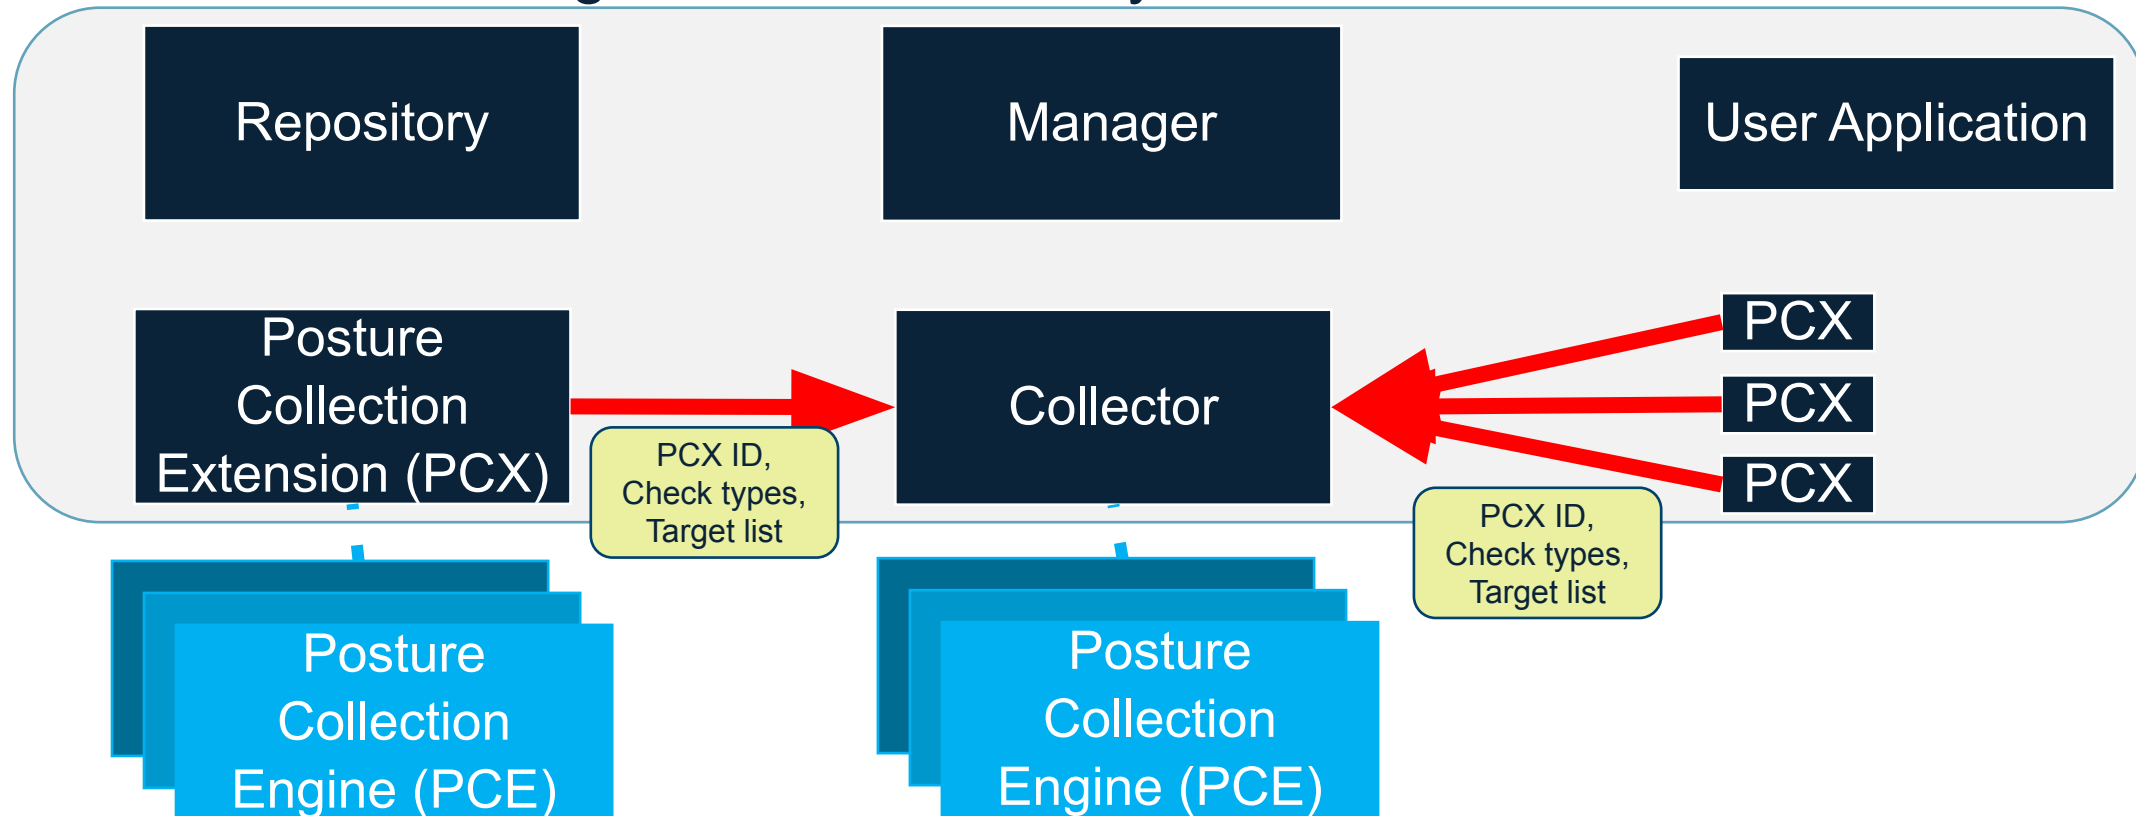 Repository
Manager
User Application
Posture
Collection
Extension (PCX)
Collector
PCX
PCX
PCX
PCX ID,
Check types,
Target list
PCX ID,
Check types,
Target list
Posture
Collection
Engine (PCE)
Posture
Collection
Engine (PCE)